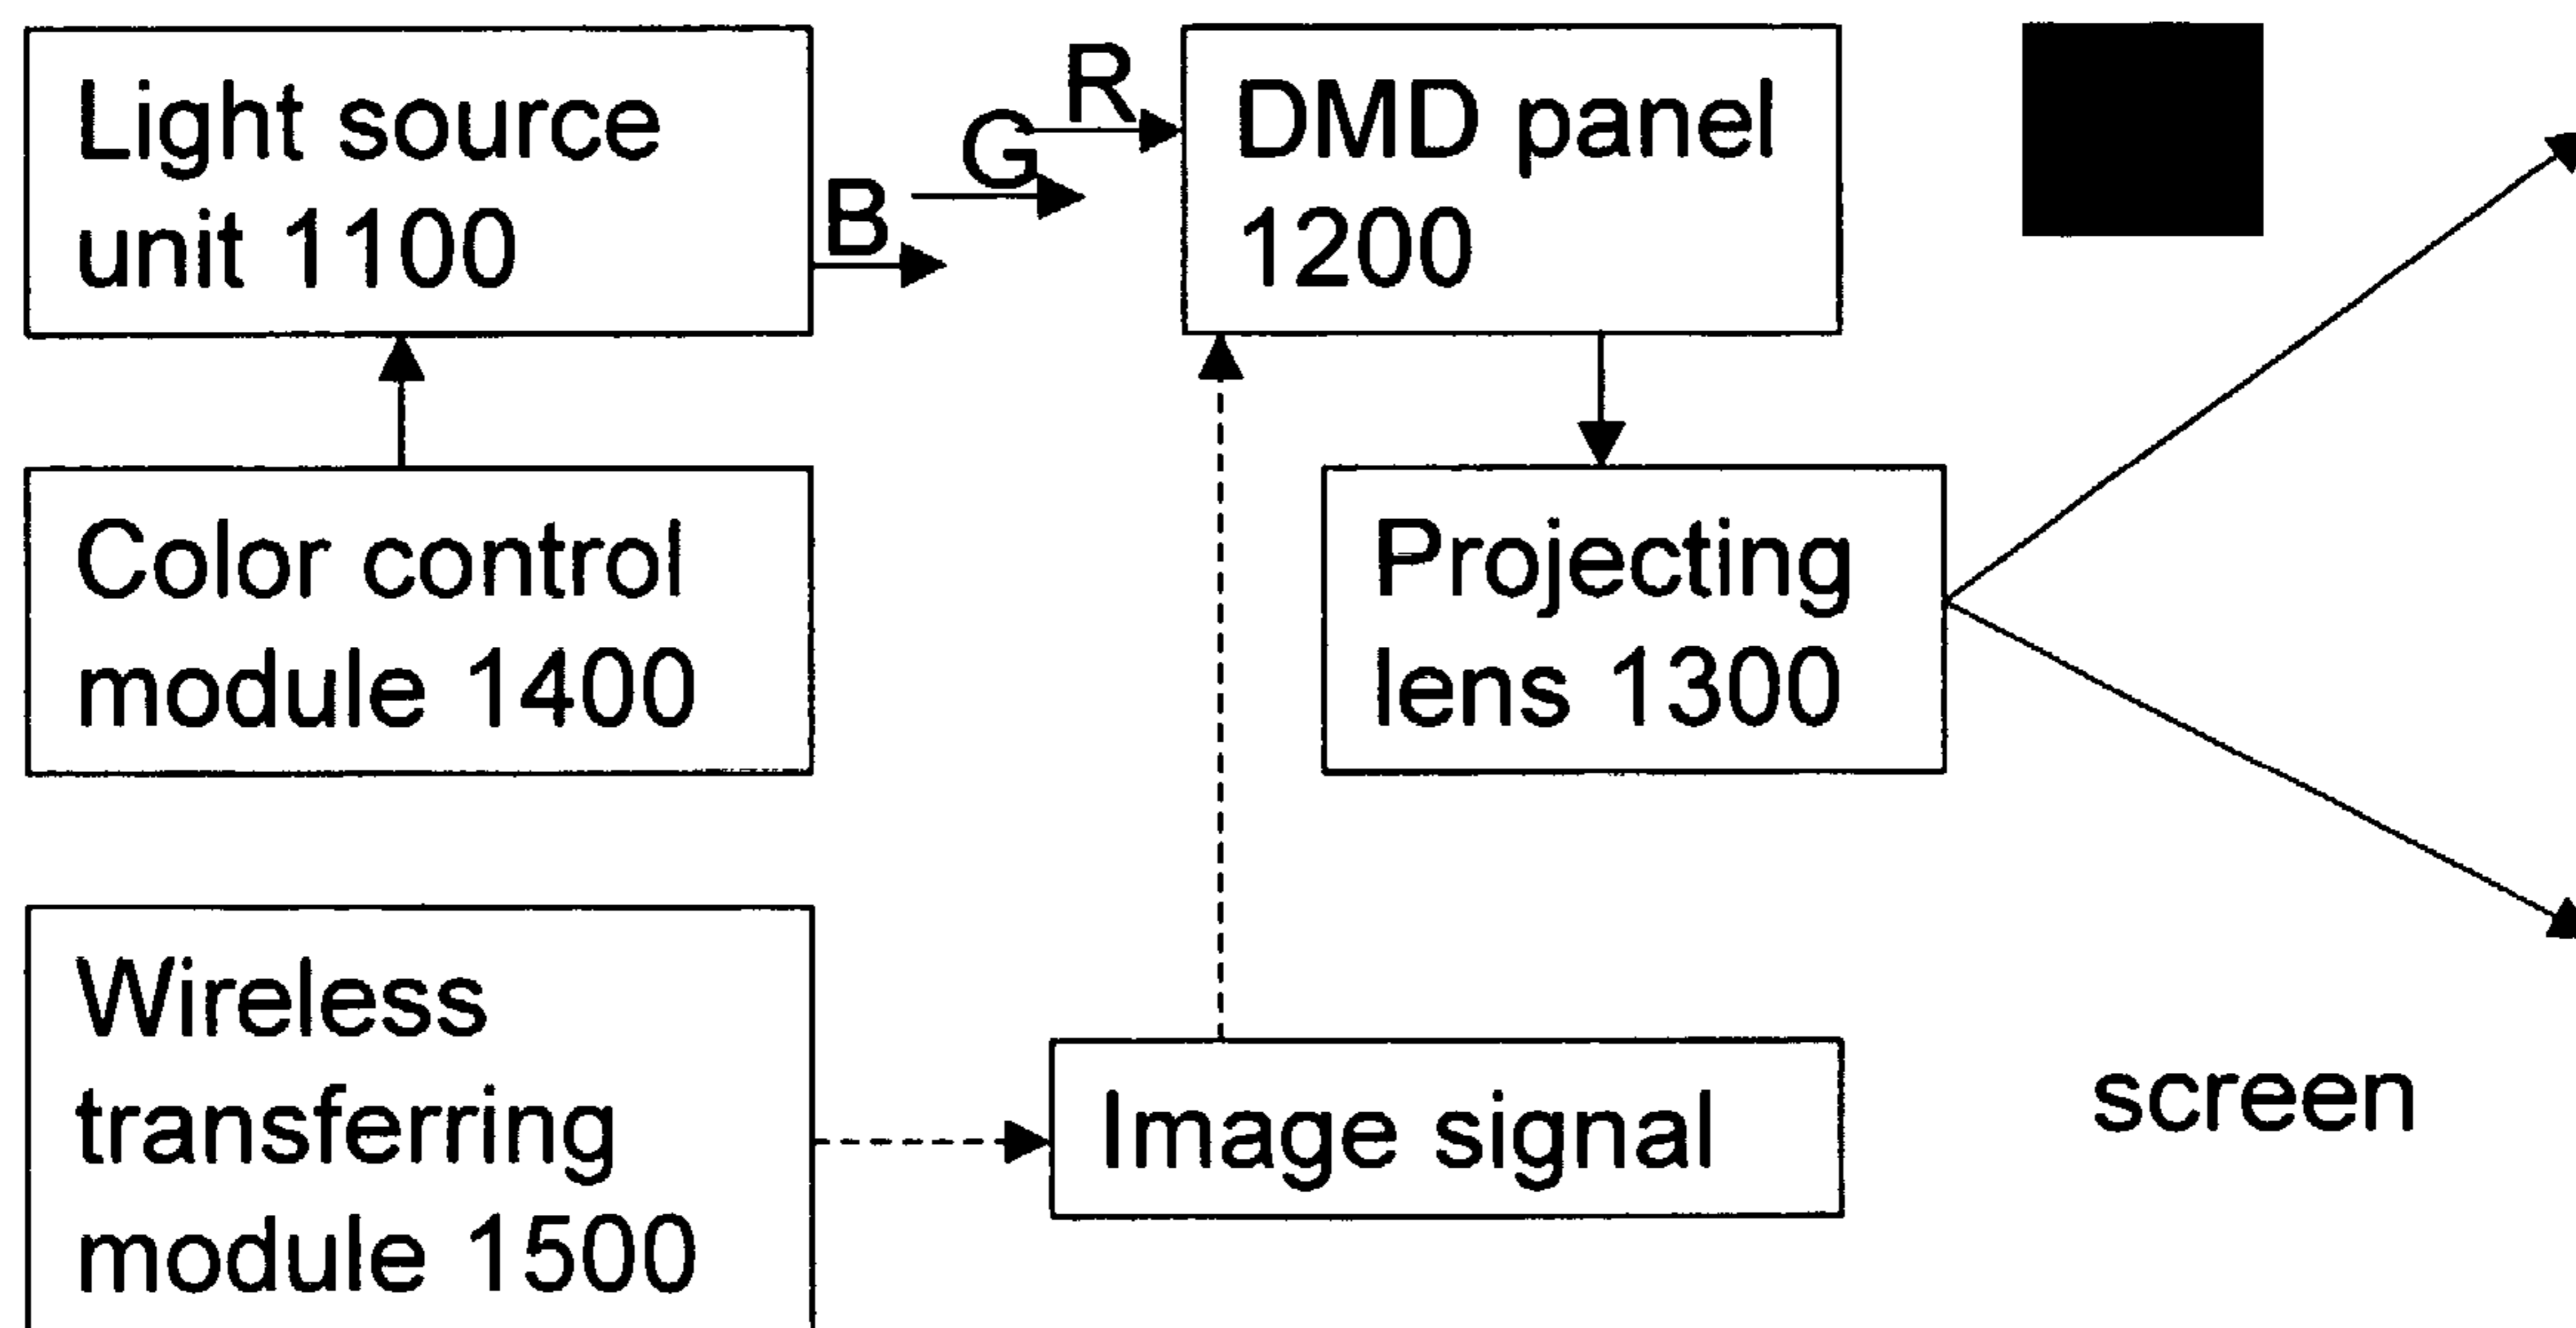 Light source
unit 1100
B
G
R
DMD panel
1200
Color control
module 1400
Projecting
lens 1300
Wireless
transferring
module 1500
Image signal
screen